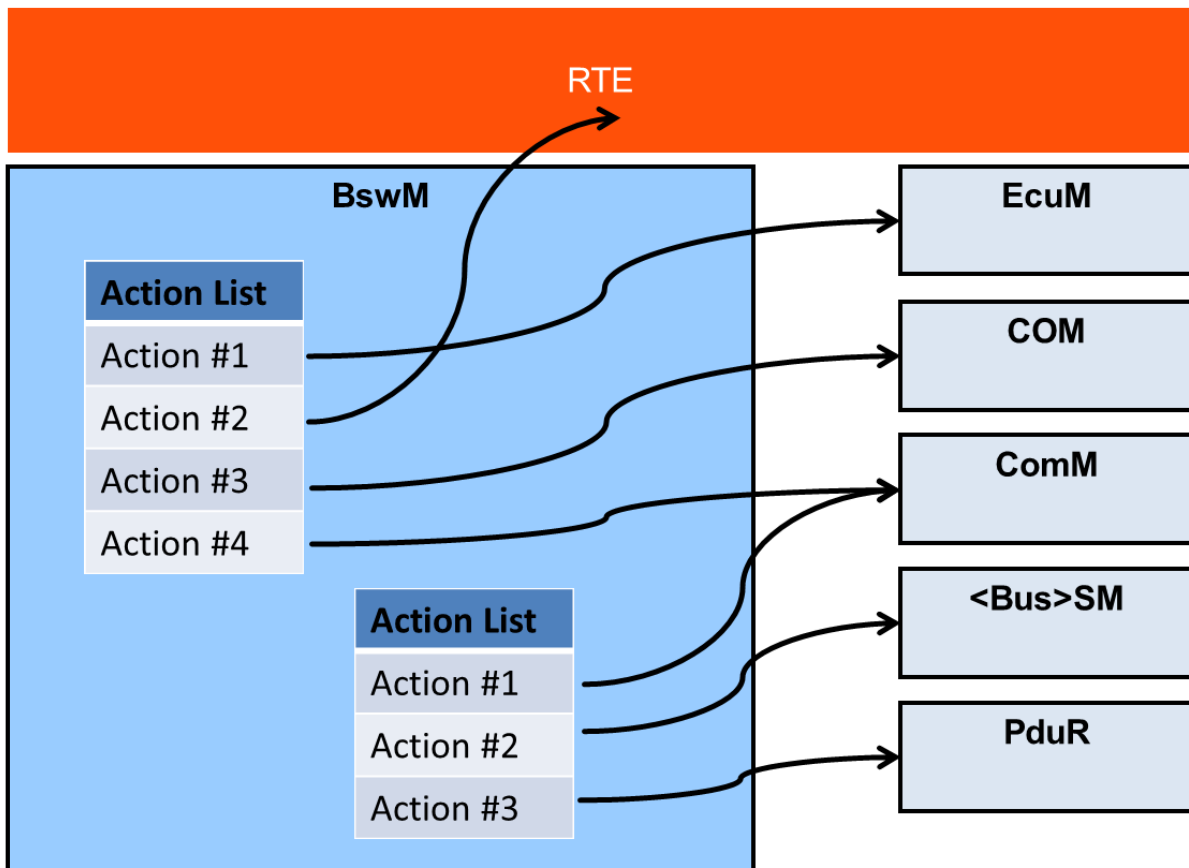 RTE
BswM
Action List
Action #1
Action #2
Action #3
Action #4
Action List
Action #1
Action #2
Action #3
EcuM
COM
ComM
<Bus>SM
PduR